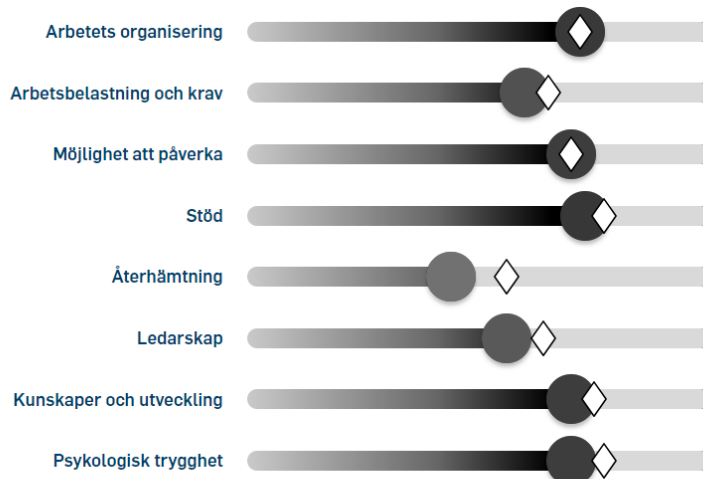 Arbetets organisering
Arbetsbelastning och krav
Möjlighet att påverka
Stöd
Återhämtning
Ledarskap
Kunskaper och utveckling
Psykologisk trygghet